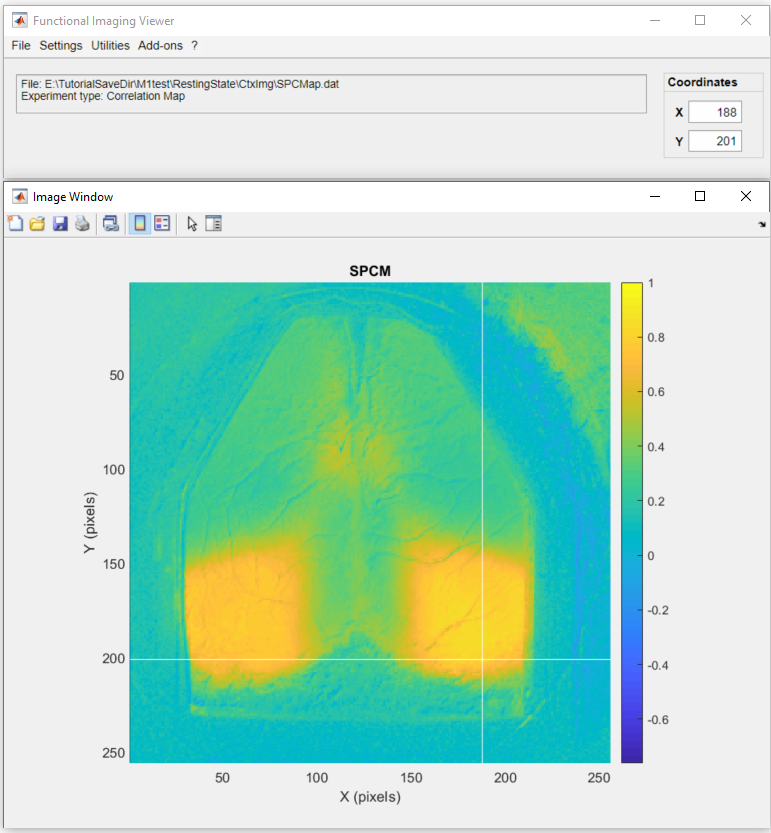 Functional Imaging Viewer
File Settings Utilities Add-ons ?
File: E:\TutorialSaveDir\M1test\RestingState\CtxImg\SPCMap.dat
Experiment type: Correlation Map
Coordinates
X 188
Y 201
Image Window
SPCM
50
100
150
200
250
Y (pixels)
50 100 150 200 250
X (pixels)
1
0.8
0.6
0.4
0.2
0
-0.2
-0.4
-0.6